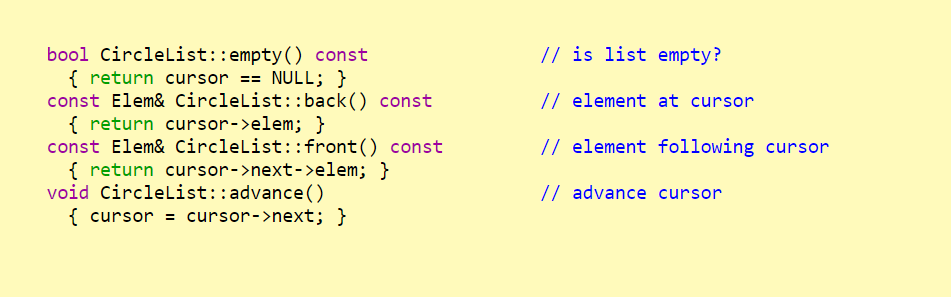 bool CircleList::empty() const // is list empty?
{ return cursor == NULL; }
const Elem& CircleList::back() const // element at cursor
{ return cursor->elem; }
const Elem& CircleList::front() const // element following cursor
{ return cursor->next->elem; }
void CircleList::advance() // advance cursor
{ cursor = cursor->next; }